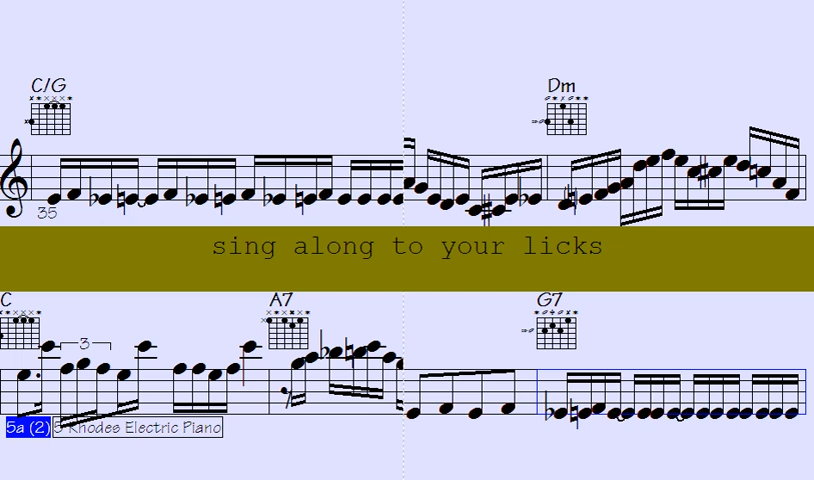 C/G Dm
35
sing along to your licks
C A7 G7
3
5a (2) 5 Rhodes Electric Piano